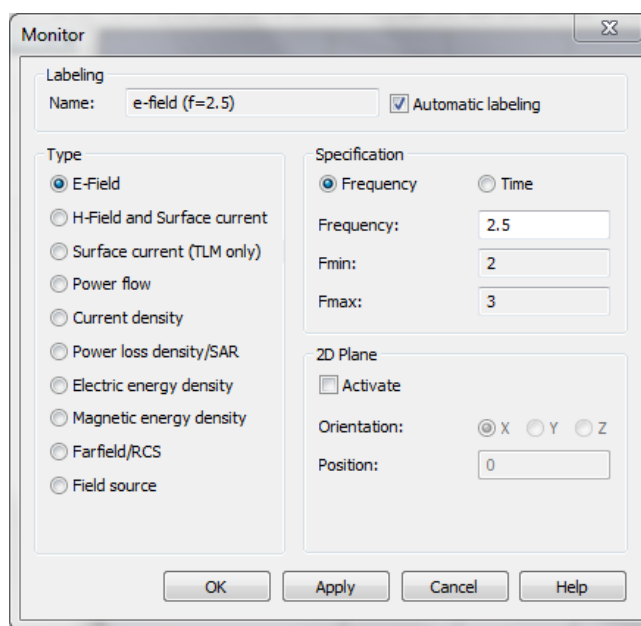 Monitor
Labeling
Name: e-field (f=2.5) Automatic labeling
Type
E-Field
H-Field and Surface current
Surface current (TLM only)
Power flow
Current density
Power loss density/SAR
Electric energy density
Magnetic energy density
Farfield/RCS
Field source
Specification
Frequency Time
Frequency: 2.5
Fmin: 2
Fmax: 3
2D Plane
Activate
Orientation: X Y Z
Position: 0
OK Apply Cancel Help